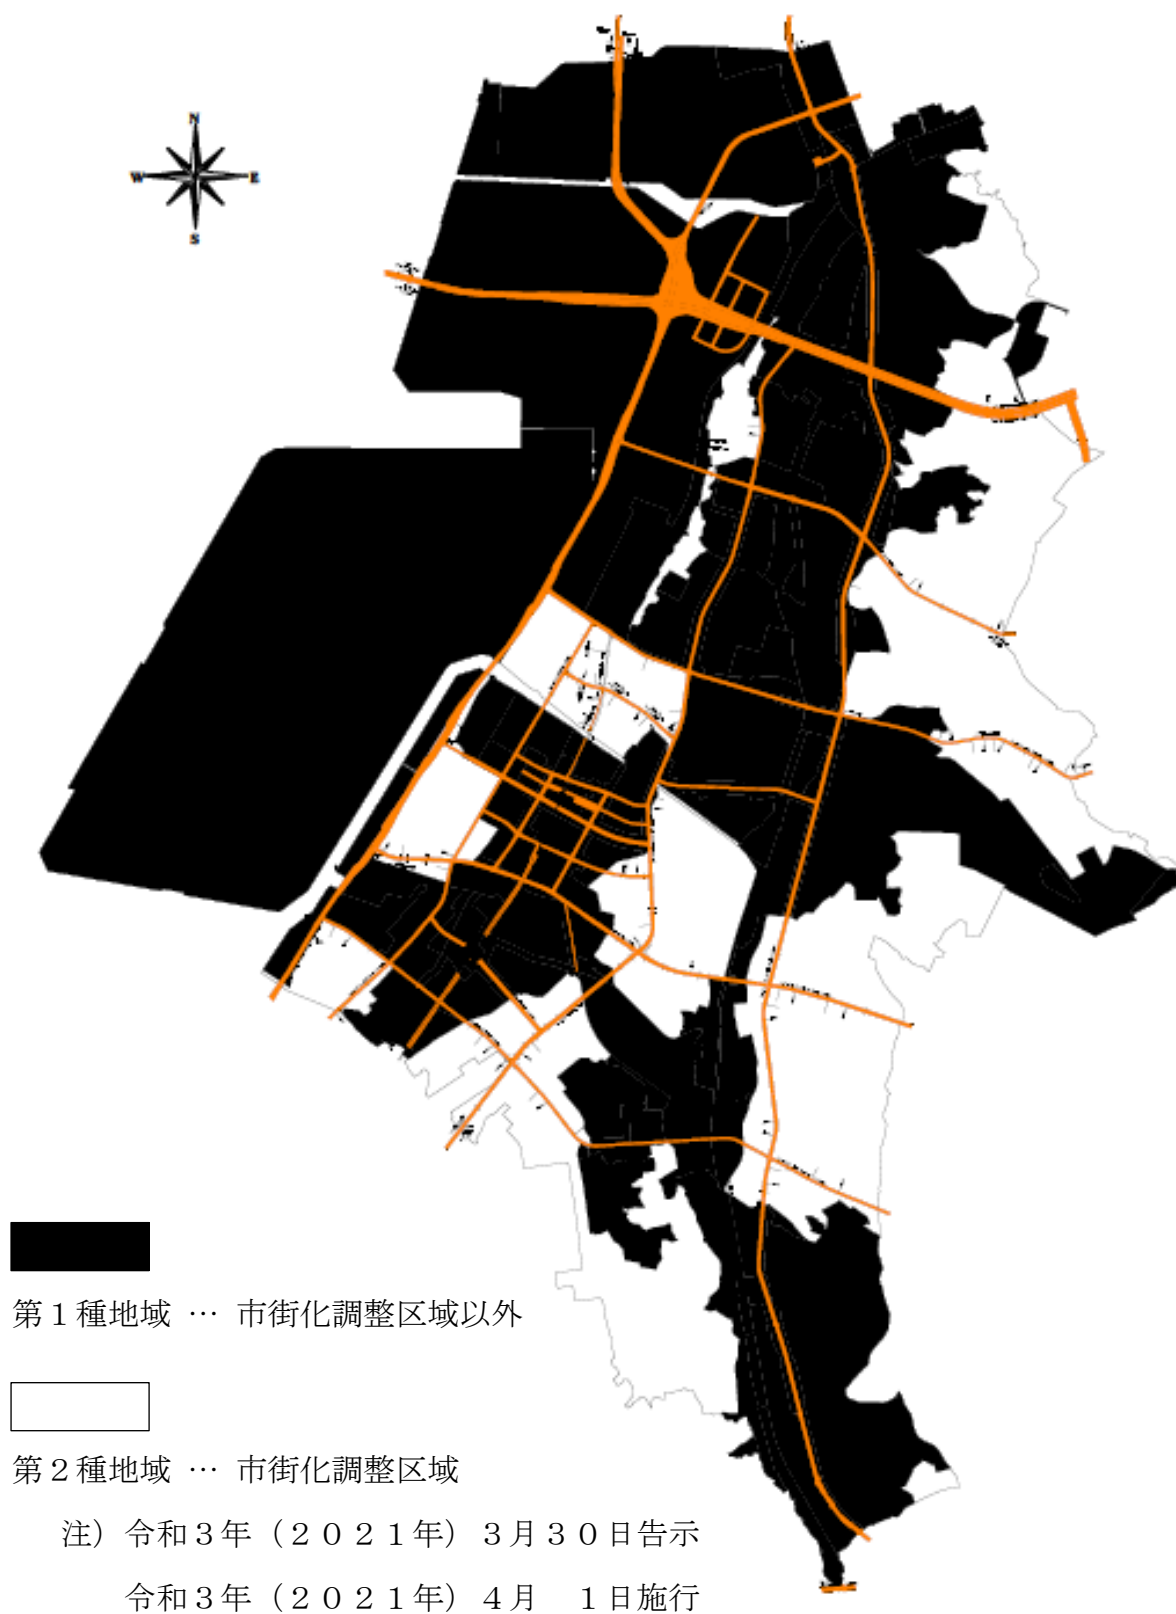 N
W E
S
第１種地域 … 市街化調整区域以外
第２種地域 … 市街化調整区域
注）令和３年（２０２１年）３月３０日告示
令和３年（２０２１年）４月　１日施行